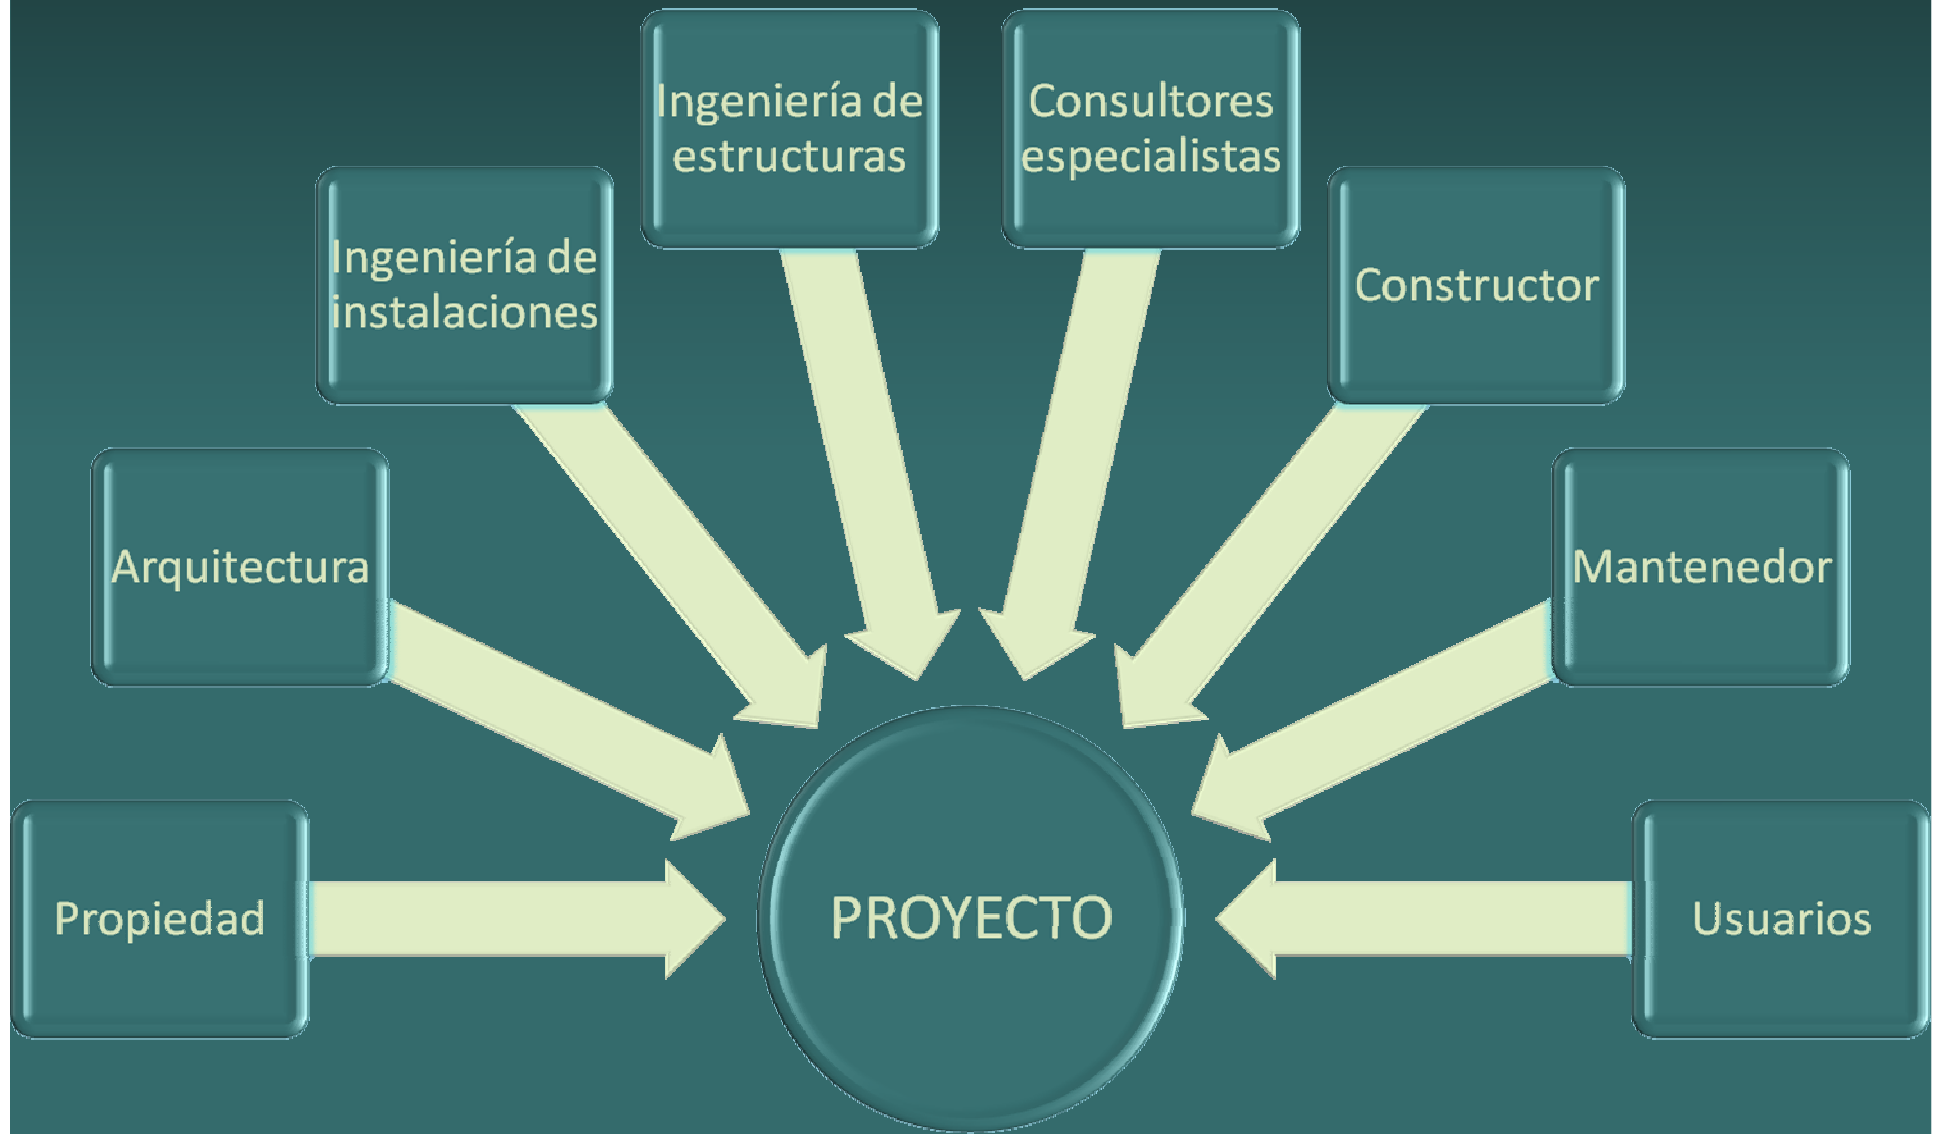 Ingeniería de
estructuras
Consultores
especialistas
Ingeniería de
instalaciones
Constructor
Arquitectura
Mantenedor
Propiedad
PROYECTO
Usuarios